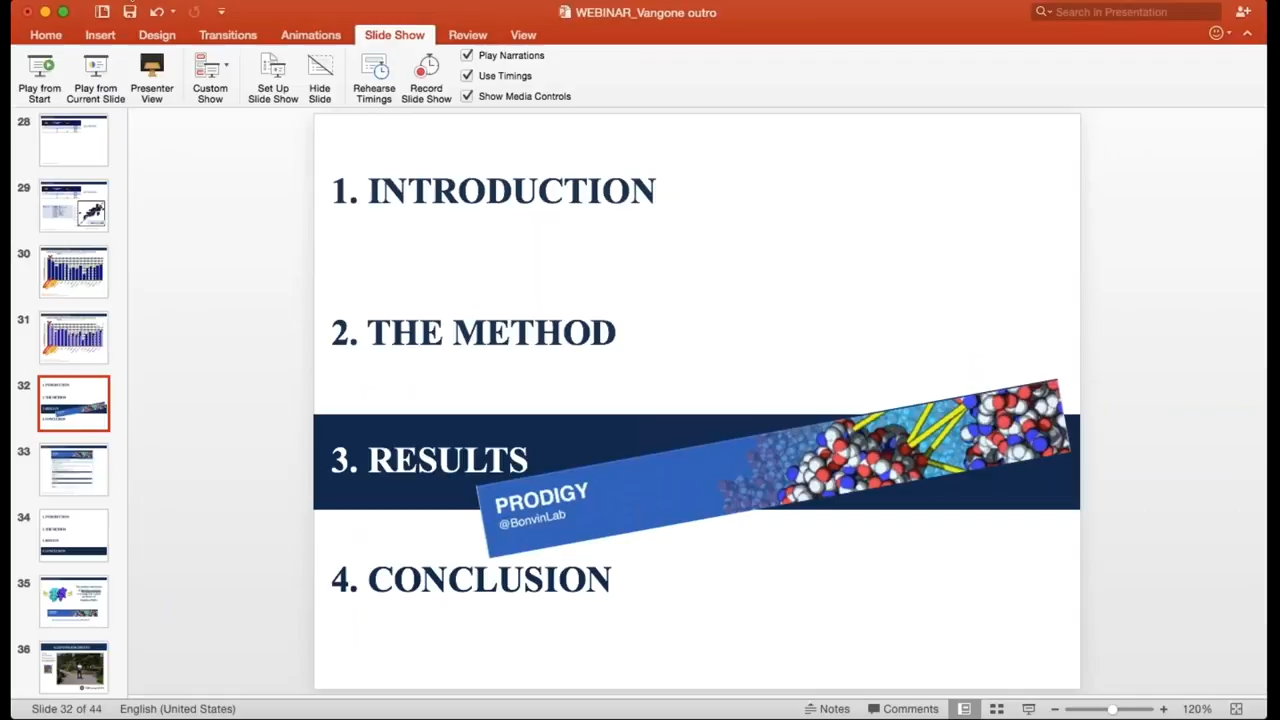 WEBINAR_Vangone outro
Search in Presentation
Home Insert Design Transitions Animations Slide Show Review View
Play from Start
Play from Current Slide
Presenter View
Custom Show
Set Up Slide Show
Hide Slide
Rehearse Timings
Record Slide Show
Play Narrations
Use Timings
Show Media Controls
28
29
30
31
32
33
34
35
36
1. INTRODUCTION
2. THE METHOD
3. RESULTS
PRODIGY
@BonvinLab
4. CONCLUSION
Slide 32 of 44 English (United States) Notes Comments 120%